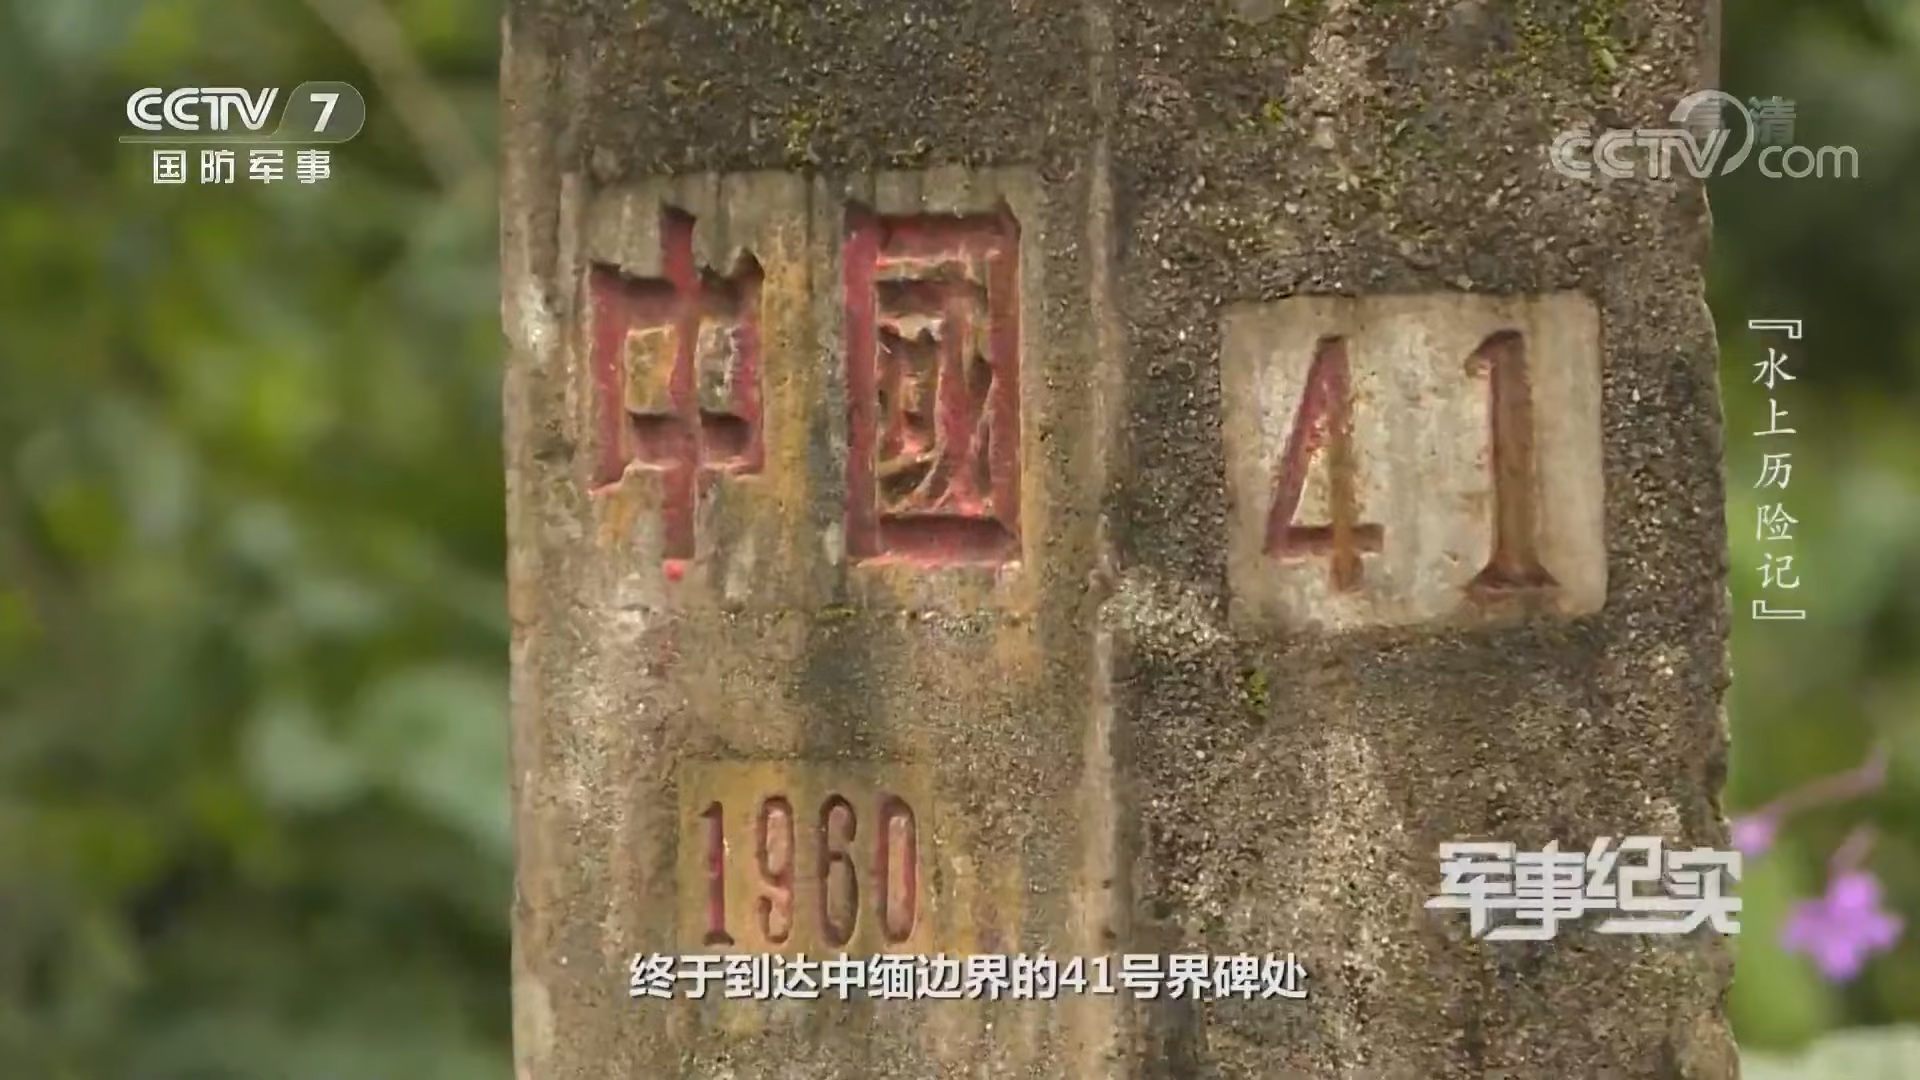 CCTV 7
国防军事
高清
CCTV.com
中國
41
1960
『水上历险记』
军事纪实
终于到达中缅边界的41号界碑处